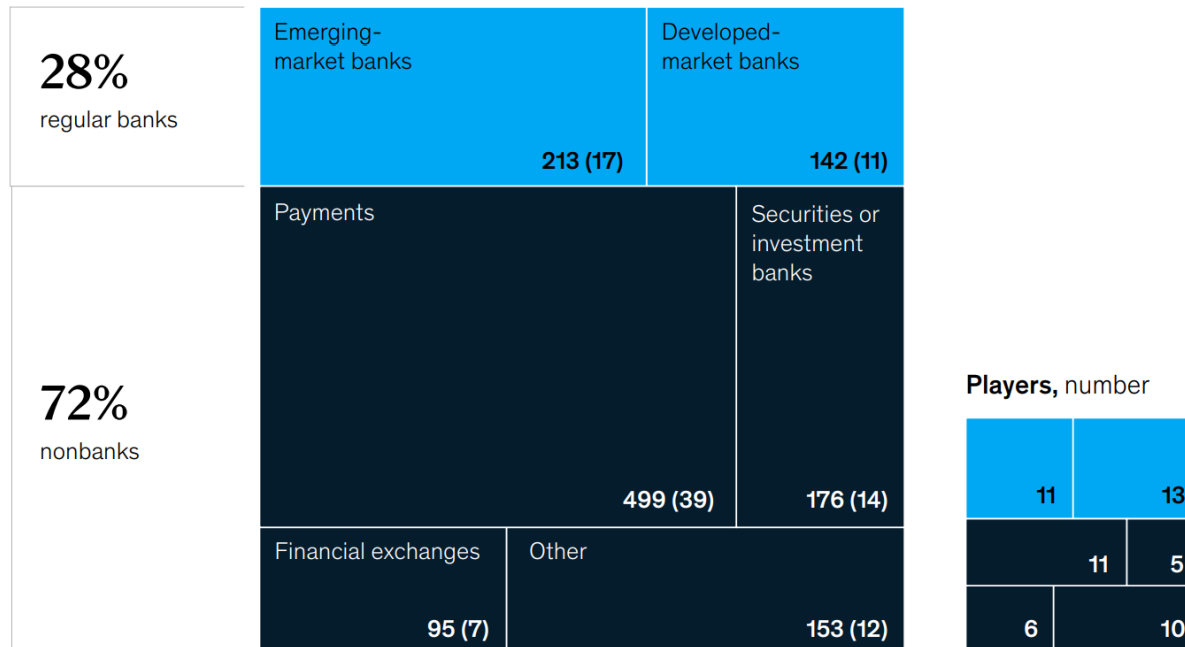 28%
regular banks
Emerging-
market banks
213 (17)
Developed-
market banks
142 (11)
72%
nonbanks
Payments
499 (39)
Securities or
investment
banks
176 (14)
Financial exchanges
95 (7)
Other
153 (12)
Players, number
11
13
11
5
6
10